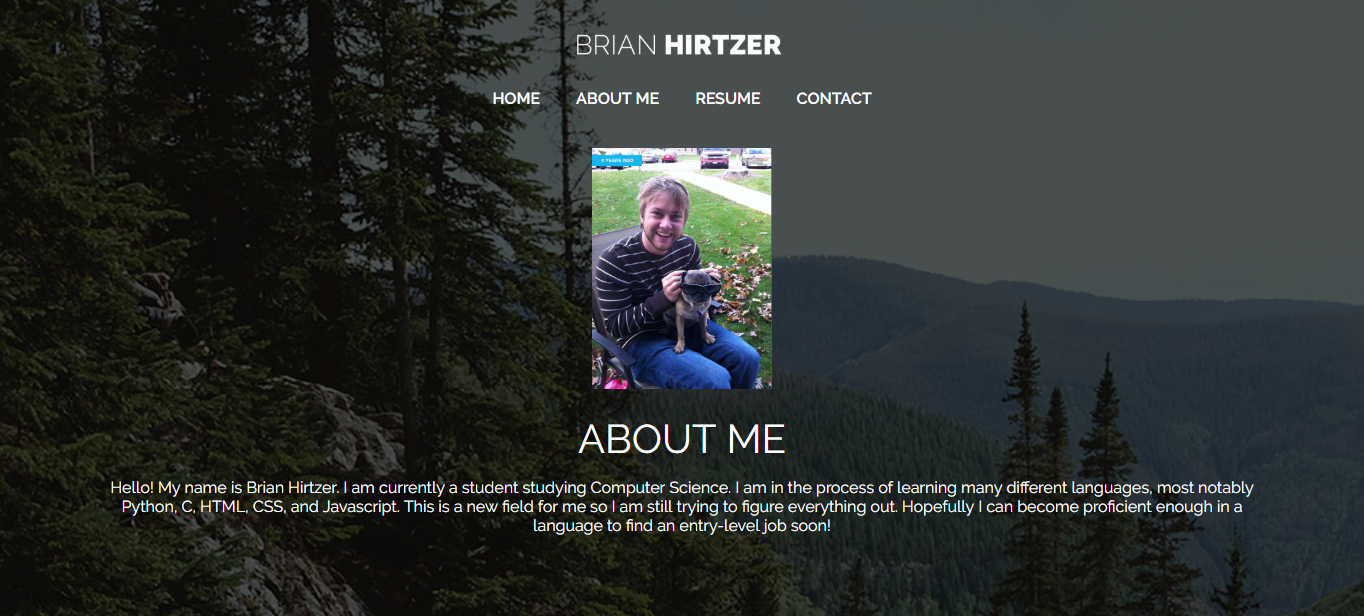 BRIAN HIRTZER
HOME ABOUT ME RESUME CONTACT
4 YEARS AGO
ABOUT ME
Hello! My name is Brian Hirtzer. I am currently a student studying Computer Science. I am in the process of learning many different languages, most notably
Python, C, HTML, CSS, and Javascript. This is a new field for me so I am still trying to figure everything out. Hopefully I can become proficient enough in a
language to find an entry-level job soon!